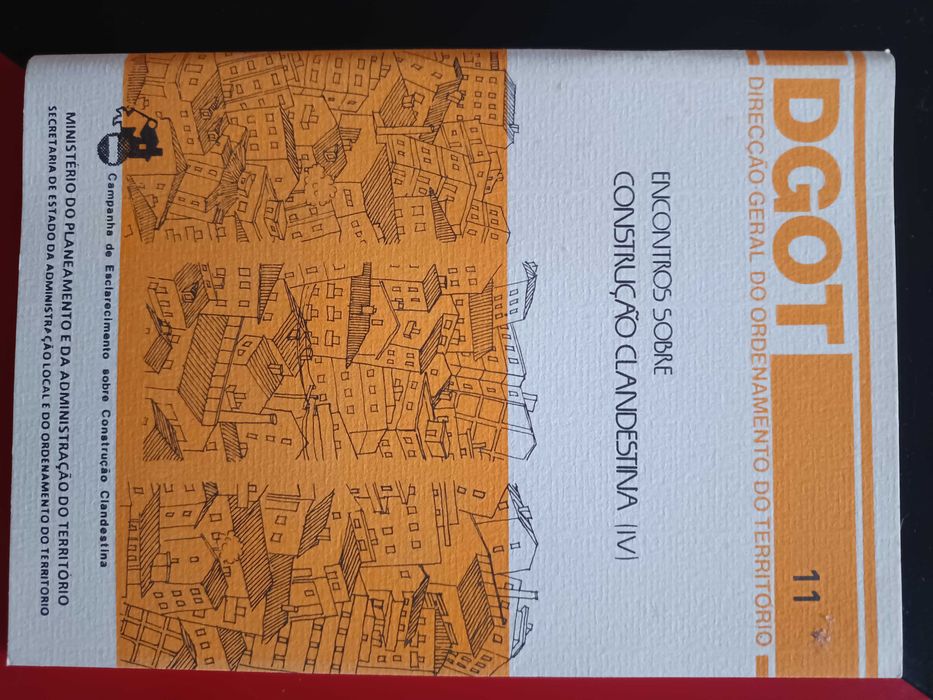 DGOT
11
DIRECÇÃO·GERAL DO ORDENAMENTO DO TERRITÓRIO
ENCONTROS SOBRE
CONSTRUÇÃO CLANDESTINA (IV)
Campanha de Esclarecimento sobre Construção Clandestina
MINISTÉRIO DO PLANEAMENTO E DA ADMINISTRAÇÃO DO TERRITÓRIO
SECRETARIA DE ESTADO DA ADMINISTRAÇÃO LOCAL E DO ORDENAMENTO DO TERRITÓRIO